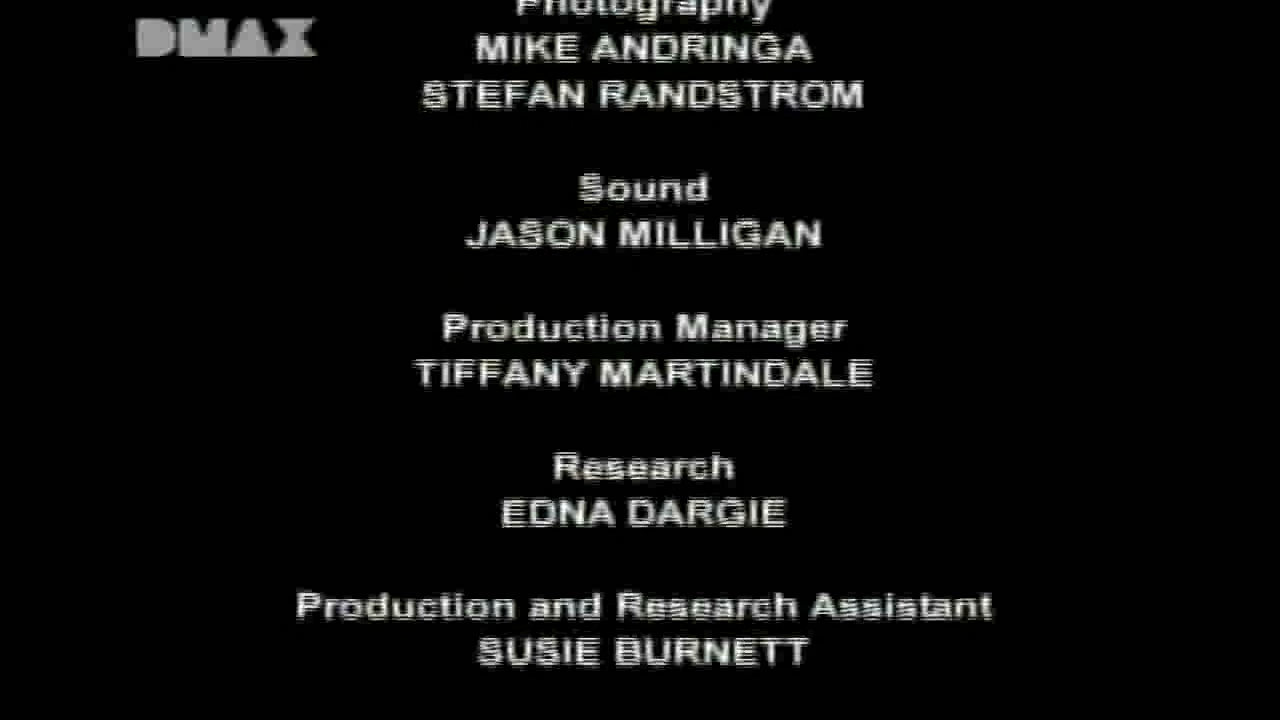 Photography
DMAX
MIKE ANDRINGA
STEFAN RANDSTROM
Sound
JASON MILLIGAN
Production Manager
TIFFANY MARTINDALE
Research
EDNA DARGIE
Production and Research Assistant
SUSIE BURNETT